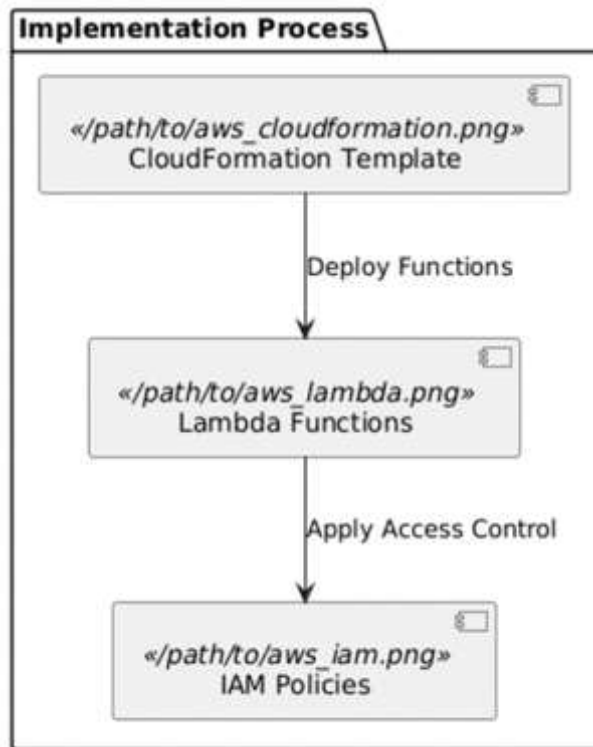 Implementation Process
«/path/to/aws_cloudformation.png»
CloudFormation Template
Deploy Functions
«/path/to/aws_lambda.png»
Lambda Functions
Apply Access Control
«/path/to/aws_iam.png»
IAM Policies